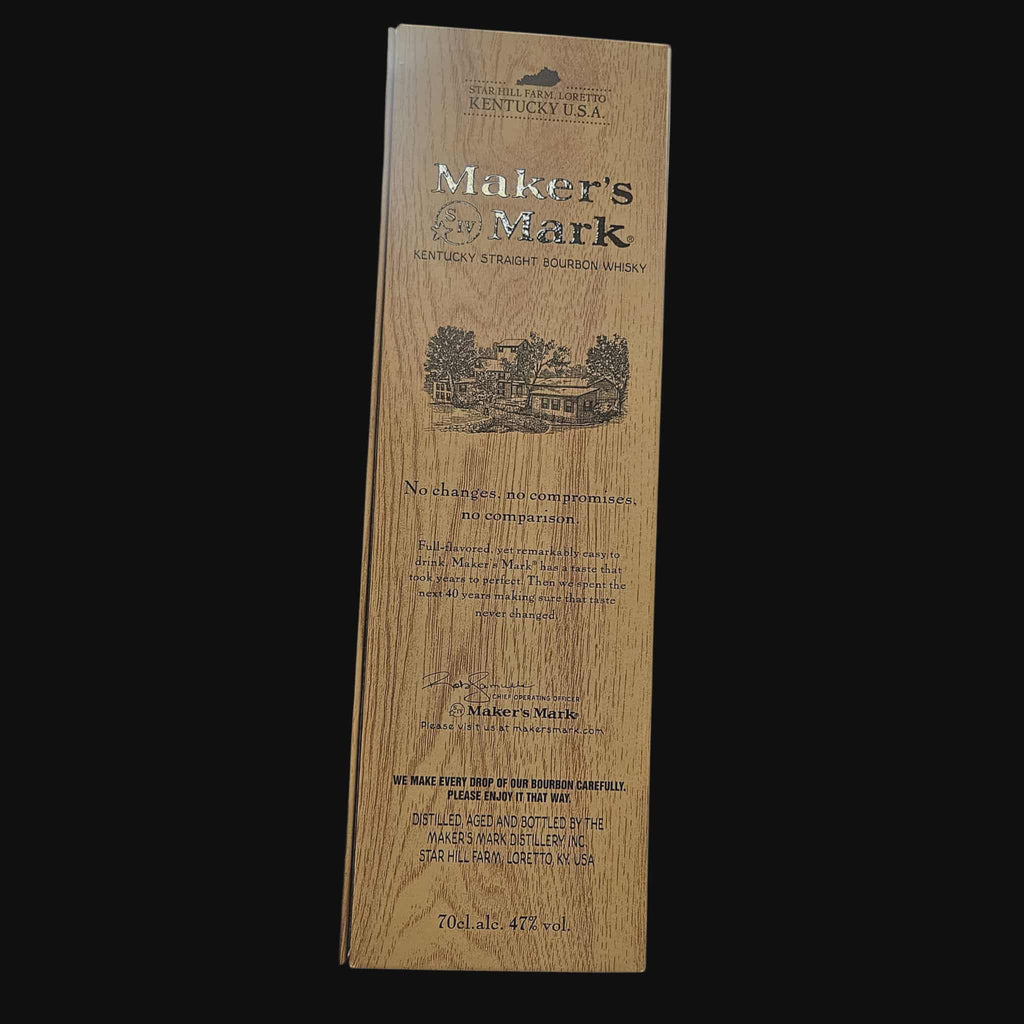 STAR HILL FARM, LORETTO
KENTUCKY U.S.A.
Maker's
S IV Mark®
KENTUCKY STRAIGHT BOURBON WHISKY
No changes, no compromises,
no comparison.
Full-flavored, yet remarkably easy to
drink, Maker's Mark® has a taste that
took years to perfect. Then we spent the
next 40 years making sure that taste
never changed.
Rob Samuels
CHIEF OPERATING OFFICER
S IV Maker's Mark®
Please visit us at makersmark.com
WE MAKE EVERY DROP OF OUR BOURBON CAREFULLY.
PLEASE ENJOY IT THAT WAY.
DISTILLED, AGED AND BOTTLED BY THE
MAKER'S MARK DISTILLERY, INC.
STAR HILL FARM, LORETTO, KY. USA
70cl.alc. 47% vol.